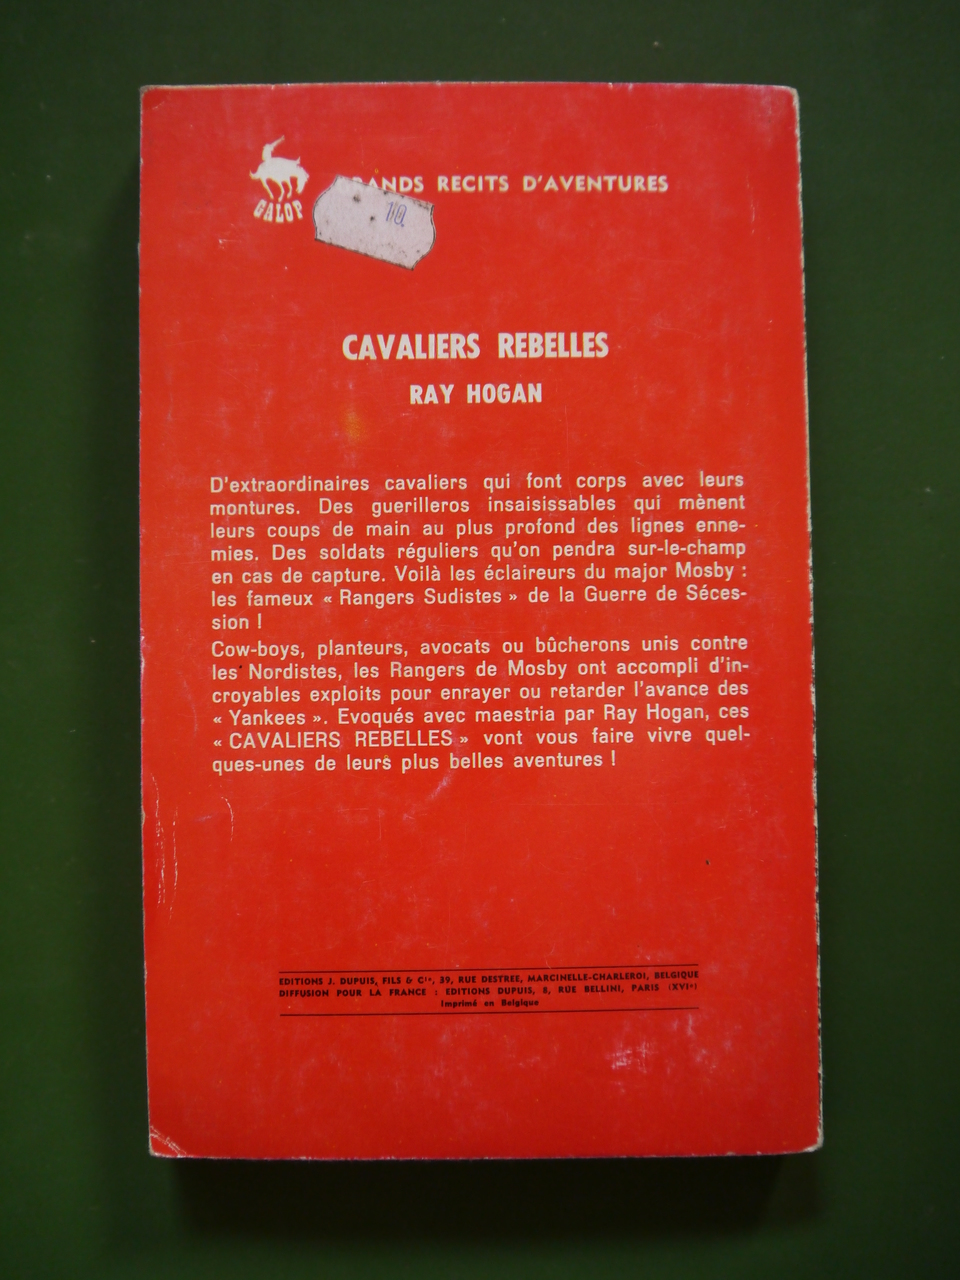 GRANDS RECITS D'AVENTURES
GALOP
10
CAVALIERS REBELLES
RAY HOGAN
D'extraordinaires cavaliers qui font corps avec leurs
montures. Des guerilleros insaisissables qui mènent
leurs coups de main au plus profond des lignes enne-
mies. Des soldats réguliers qu'on pendra sur-le-champ
en cas de capture. Voilà les éclaireurs du major Mosby :
les fameux « Rangers Sudistes » de la Guerre de Séces-
sion !
Cow-boys, planteurs, avocats ou bûcherons unis contre
les Nordistes, les Rangers de Mosby ont accompli d'in-
croyables exploits pour enrayer ou retarder l'avance des
« Yankees ». Evoqués avec maestria par Ray Hogan, ces
« CAVALIERS REBELLES » vont vous faire vivre quel-
ques-unes de leurs plus belles aventures !
EDITIONS J. DUPUIS, FILS & Cie, 39, RUE DESTREE, MARCINELLE-CHARLEROI, BELGIQUE
DIFFUSION POUR LA FRANCE : EDITIONS DUPUIS, 8, RUE BELLINI, PARIS (XVIe)
Imprimé en Belgique